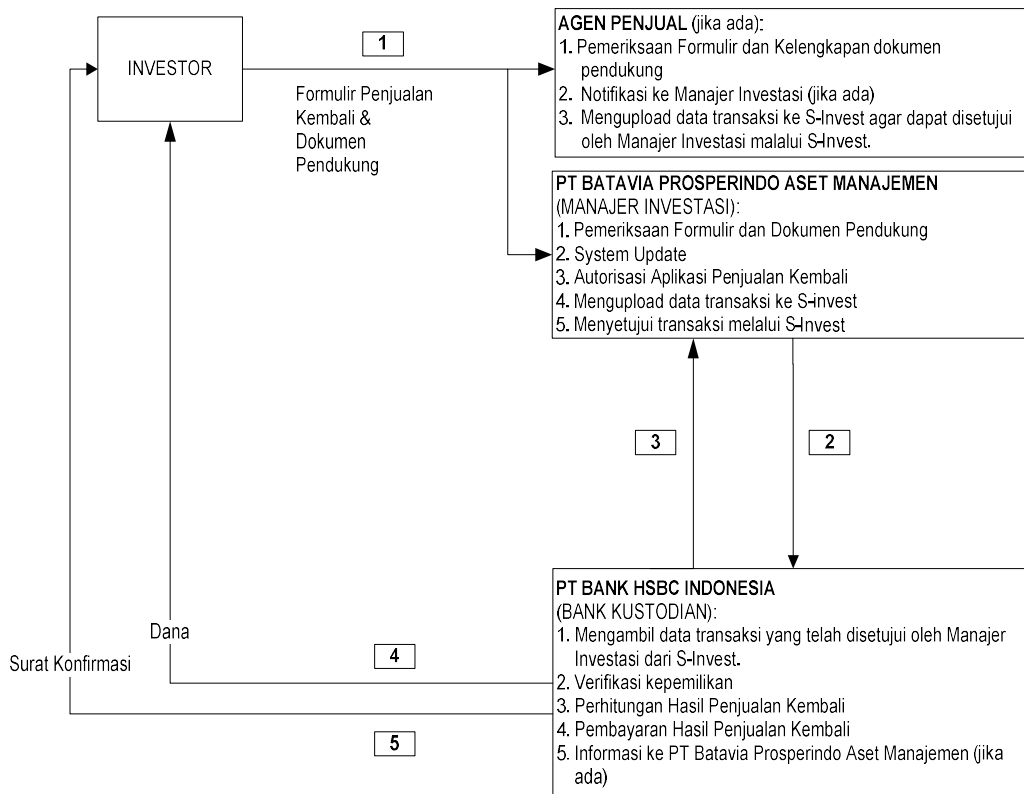 INVESTOR
1
Formulir Penjualan
Kembali &
Dokumen
Pendukung
AGEN PENJUAL (jika ada):
1. Pemeriksaan Formulir dan Kelengkapan dokumen
pendukung
2. Notifikasi ke Manajer Investasi (jika ada)
3. Mengupload data transaksi ke S-Invest agar dapat disetujui
oleh Manajer Investasi malalui S-Invest.
PT BATAVIA PROSPERINDO ASET MANAJEMEN
(MANAJER INVESTASI):
1. Pemeriksaan Formulir dan Dokumen Pendukung
2. System Update
3. Autorisasi Aplikasi Penjualan Kembali
4. Mengupload data transaksi ke S-invest
5. Menyetujui transaksi melalui S-Invest
3
2
PT BANK HSBC INDONESIA
(BANK KUSTODIAN):
1. Mengambil data transaksi yang telah disetujui oleh Manajer
Investasi dari S-Invest.
2. Verifikasi kepemilikan
3. Perhitungan Hasil Penjualan Kembali
4. Pembayaran Hasil Penjualan Kembali
5. Informasi ke PT Batavia Prosperindo Aset Manajemen (jika
ada)
Dana
Surat Konfirmasi
4
5